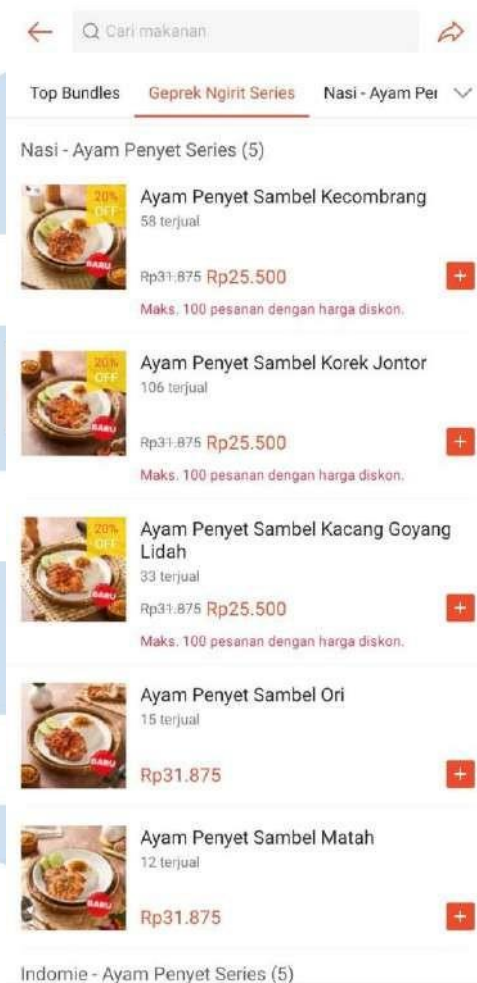 Cari makanan
Top Bundles Geprek Ngirit Series Nasi - Ayam Per
Nasi - Ayam Penyet Series (5)
20%
OFF
BARU
Ayam Penyet Sambel Kecombrang
58 terjual
Rp31.875 Rp25.500
Maks. 100 pesanan dengan harga diskon.
20%
OFF
BARU
Ayam Penyet Sambel Korek Jontor
106 terjual
Rp31.875 Rp25.500
Maks. 100 pesanan dengan harga diskon.
20%
OFF
BARU
Ayam Penyet Sambel Kacang Goyang
Lidah
33 terjual
Rp31.875 Rp25.500
Maks. 100 pesanan dengan harga diskon.
BARU
Ayam Penyet Sambel Ori
15 terjual
Rp31.875
BARU
Ayam Penyet Sambel Matah
12 terjual
Rp31.875
Indomie - Ayam Penyet Series (5)